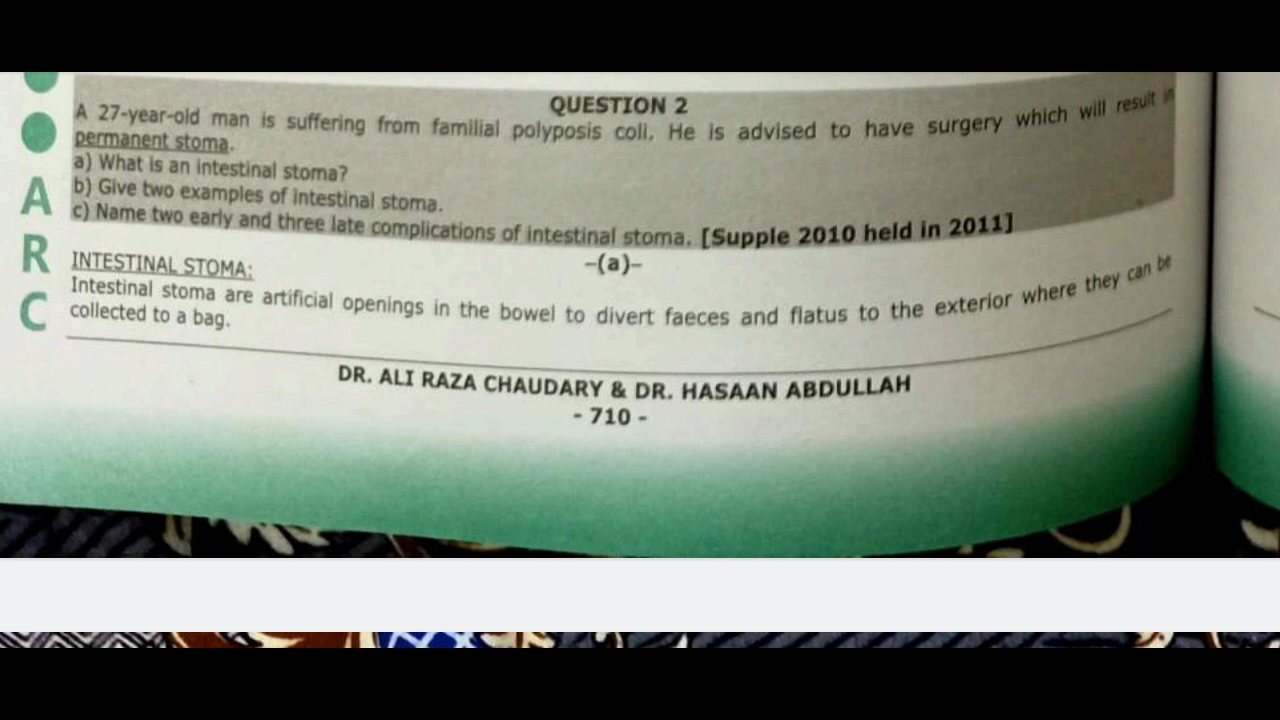 QUESTION 2
A 27-year-old man is suffering from familial polyposis coli. He is advised to have surgery which will result in
permanent stoma.
a) What is an intestinal stoma?
b) Give two examples of intestinal stoma.
c) Name two early and three late complications of intestinal stoma. [Supple 2010 held in 2011]
–(a)–
INTESTINAL STOMA:
Intestinal stoma are artificial openings in the bowel to divert faeces and flatus to the exterior where they can be
collected to a bag.
DR. ALI RAZA CHAUDARY & DR. HASAAN ABDULLAH
- 710 -
A
R
C